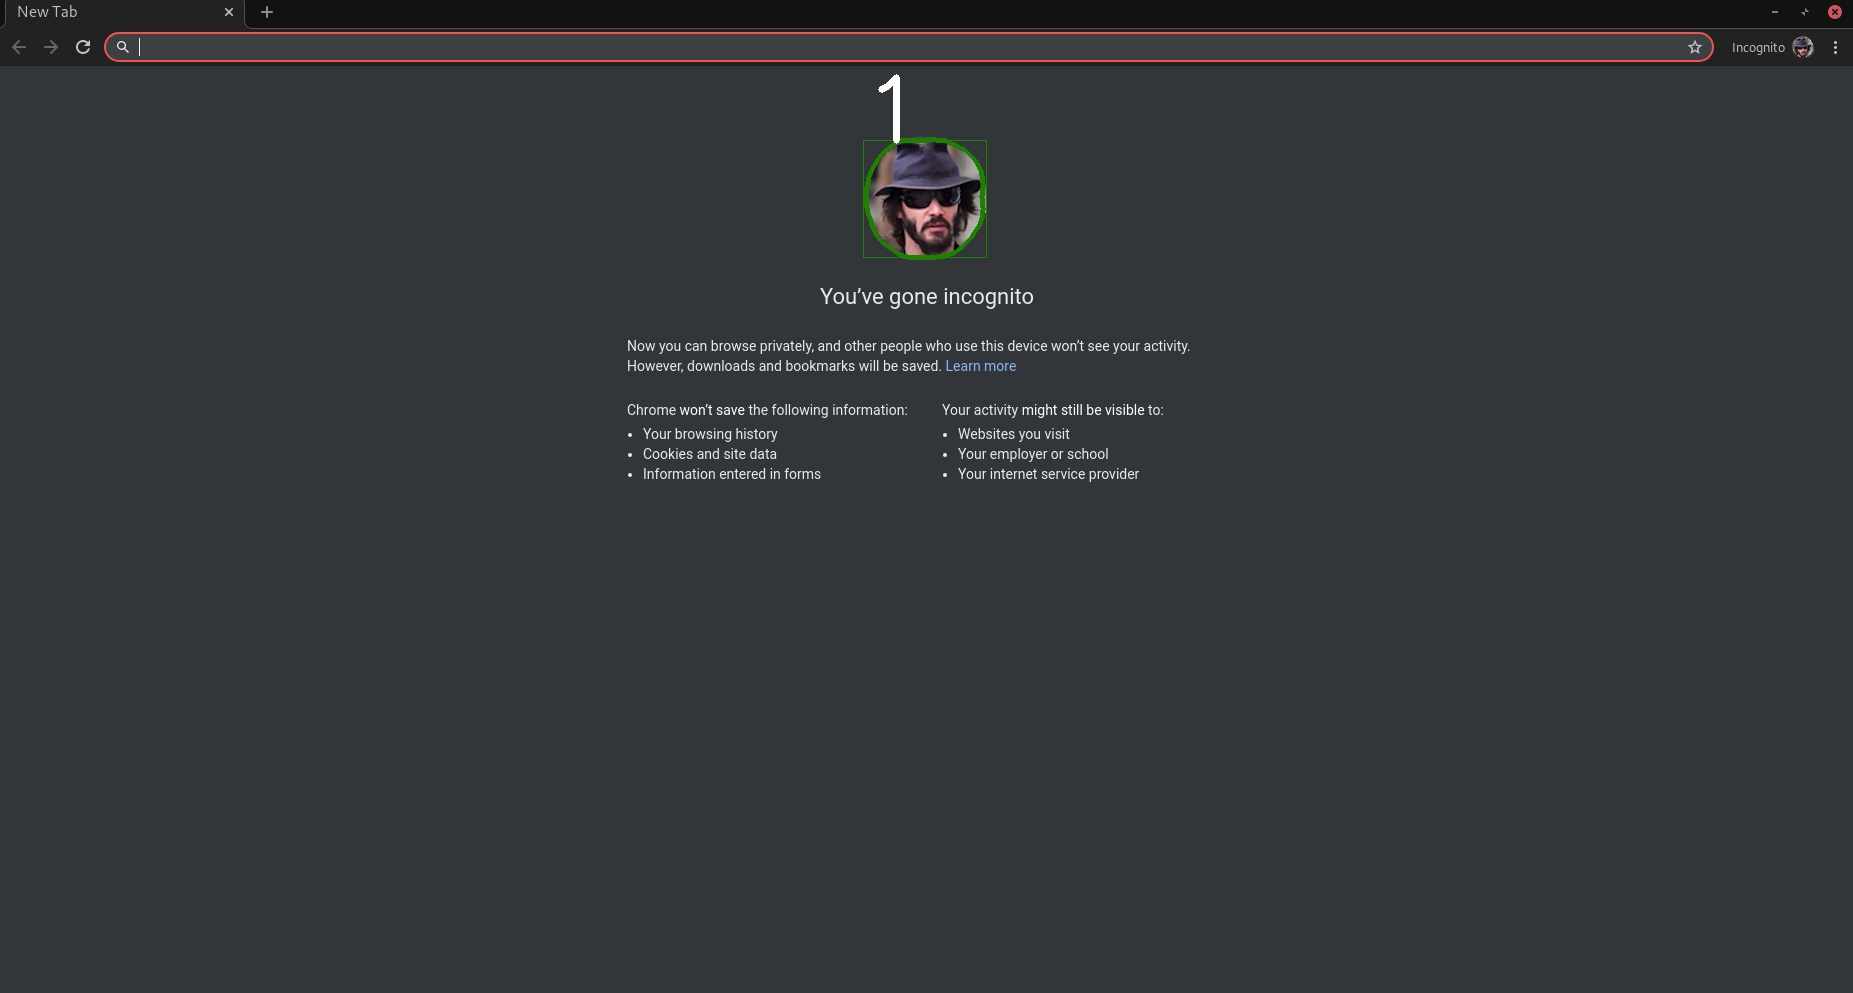 New Tab
Incognito
1
You’ve gone incognito
Now you can browse privately, and other people who use this device won’t see your activity.
However, downloads and bookmarks will be saved. Learn more
Chrome won’t save the following information:
Your browsing history
Cookies and site data
Information entered in forms
Your activity might still be visible to:
Websites you visit
Your employer or school
Your internet service provider